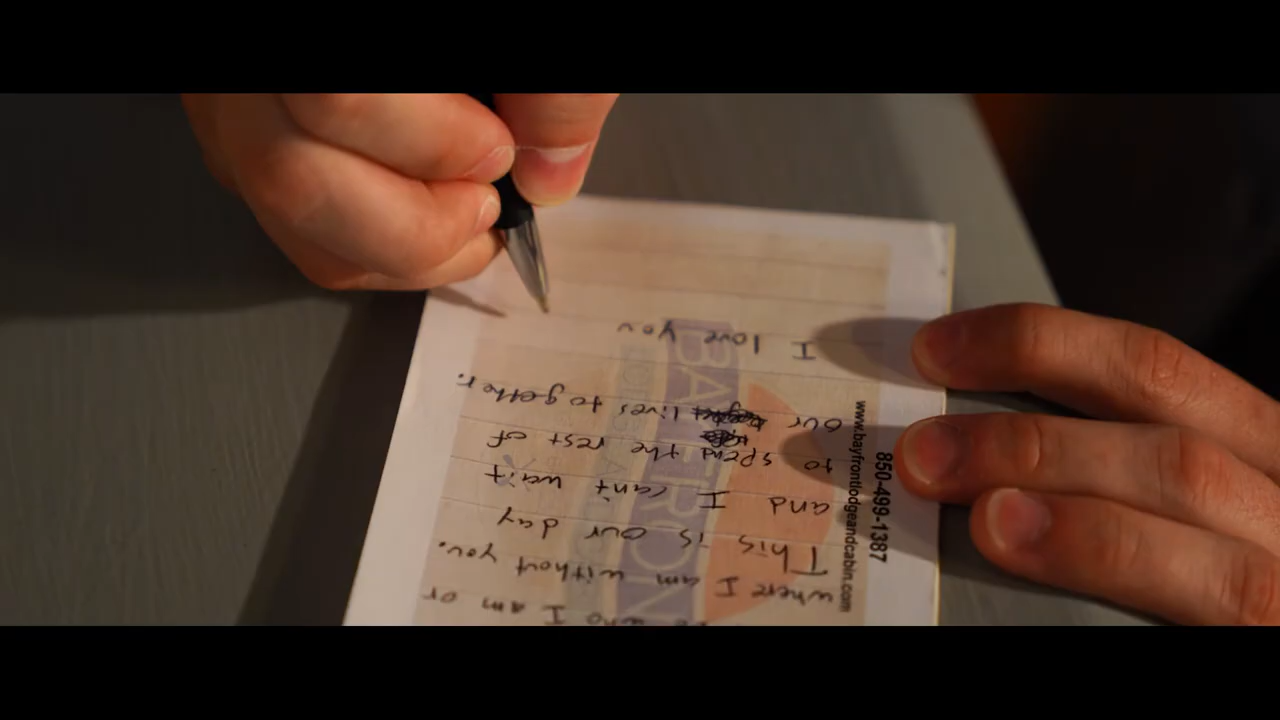 who I am or
where I am without you.
This is our day
and I can't wait
to spend the rest of
our lives together.
I love you
850-499-1387
www.bayfrontlodgeandcabin.com
BAYFRON